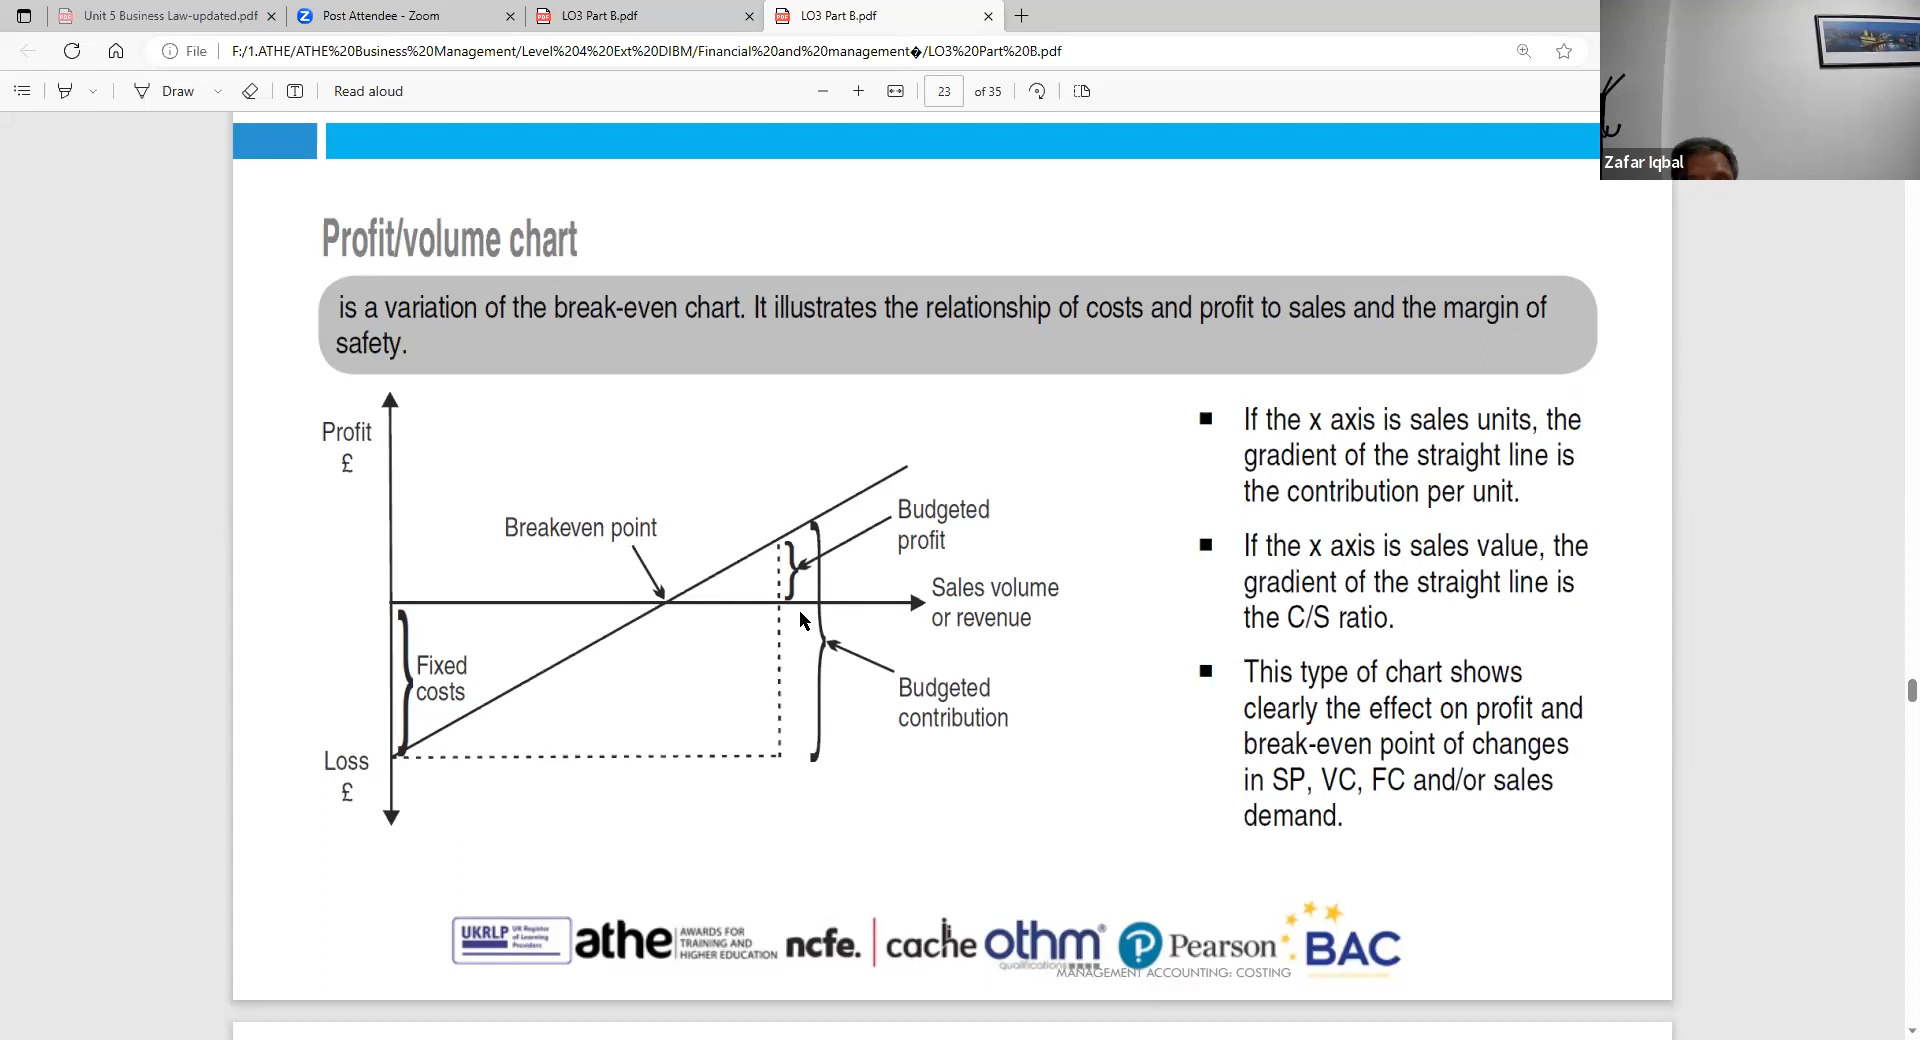 Unit 5 Business Law-updated.pdf
Post Attendee - Zoom
LO3 Part B.pdf
LO3 Part B.pdf
File
F:/1.ATHE/ATHE%20Business%20Management/Level%204%20Ext%20DIBM/Financial%20and%20management�/LO3%20Part%20B.pdf
Draw
Read aloud
23
of 35
Zafar Iqbal
Profit/volume chart
is a variation of the break-even chart. It illustrates the relationship of costs and profit to sales and the margin of
safety.
Profit
£
Breakeven point
Budgeted
profit
Sales volume
or revenue
Fixed
costs
Budgeted
contribution
Loss
£
■ If the x axis is sales units, the
gradient of the straight line is
the contribution per unit.
■ If the x axis is sales value, the
gradient of the straight line is
the C/S ratio.
■ This type of chart shows
clearly the effect on profit and
break-even point of changes
in SP, VC, FC and/or sales
demand.
UKRLP
UK Register
of Learning
Providers
athe
AWARDS FOR
TRAINING AND
HIGHER EDUCATION
ncfe.
cache
othm®
qualifications
Pearson
BAC
MANAGEMENT ACCOUNTING: COSTING